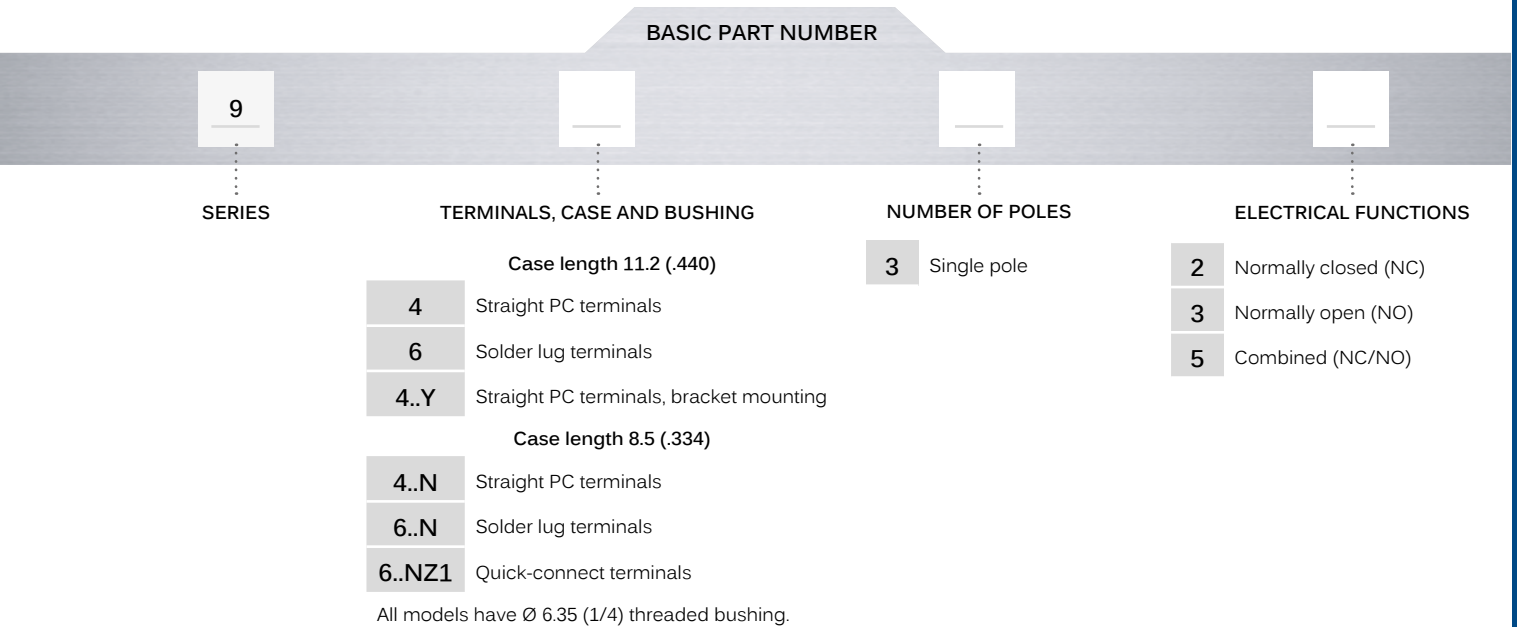 BASIC PART NUMBER
9
SERIES
TERMINALS, CASE AND BUSHING
Case length 11.2 (.440)
4 Straight PC terminals
6 Solder lug terminals
4..Y Straight PC terminals, bracket mounting
Case length 8.5 (.334)
4..N Straight PC terminals
6..N Solder lug terminals
6..NZ1 Quick-connect terminals
All models have Ø 6.35 (1/4) threaded bushing.
NUMBER OF POLES
3 Single pole
ELECTRICAL FUNCTIONS
2 Normally closed (NC)
3 Normally open (NO)
5 Combined (NC/NO)